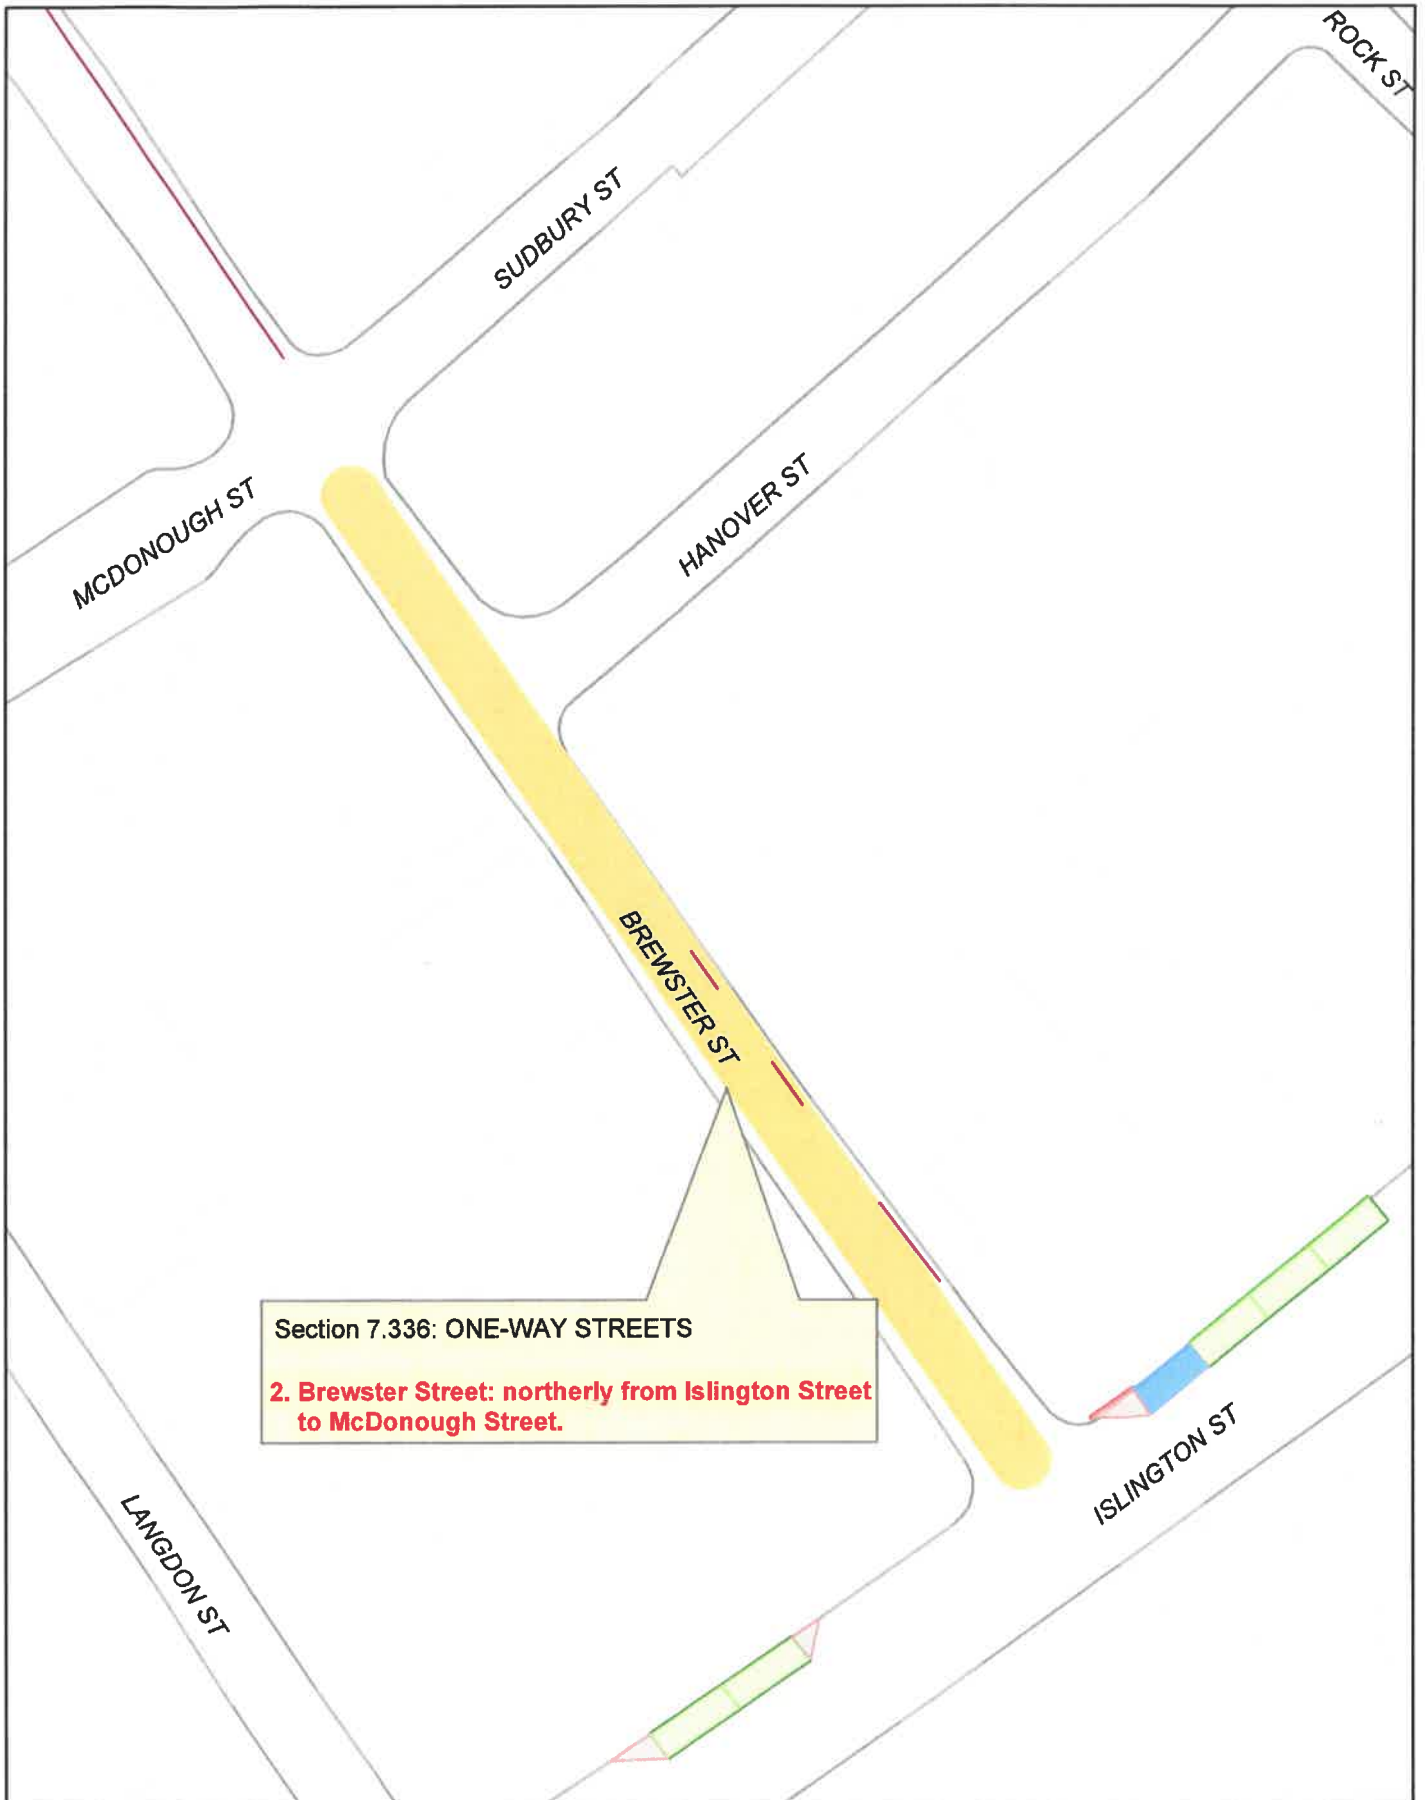 ROCK ST
SUDBURY ST
HANOVER ST
MCDONOUGH ST
BREWSTER ST
Section 7.336: ONE-WAY STREETS
2. Brewster Street: northerly from Islington Street
to McDonough Street.
ISLINGTON ST
LANGDON ST